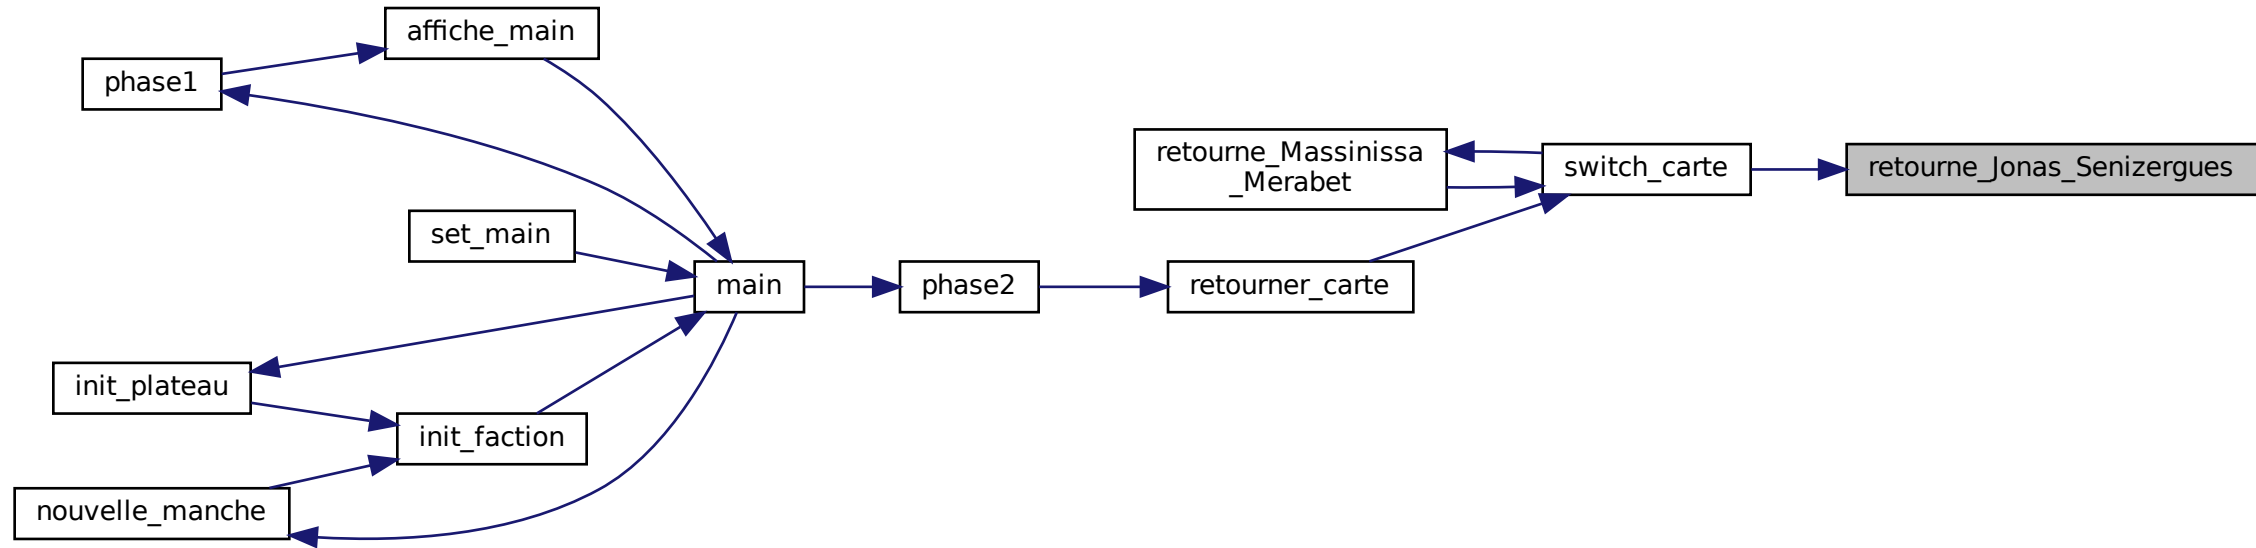 affiche_main
phase1
retourne_Massinissa
_Merabet
switch_carte
retourne_Jonas_Senizergues
set_main
main
phase2
retourner_carte
init_plateau
init_faction
nouvelle_manche